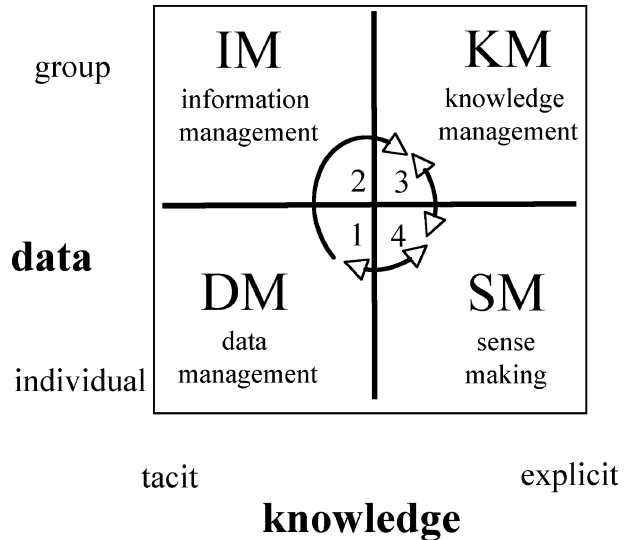 group
IM
information
management
KM
knowledge
management
2 3
1 4
data
DM
data
management
SM
sense
making
individual
tacit
explicit
knowledge